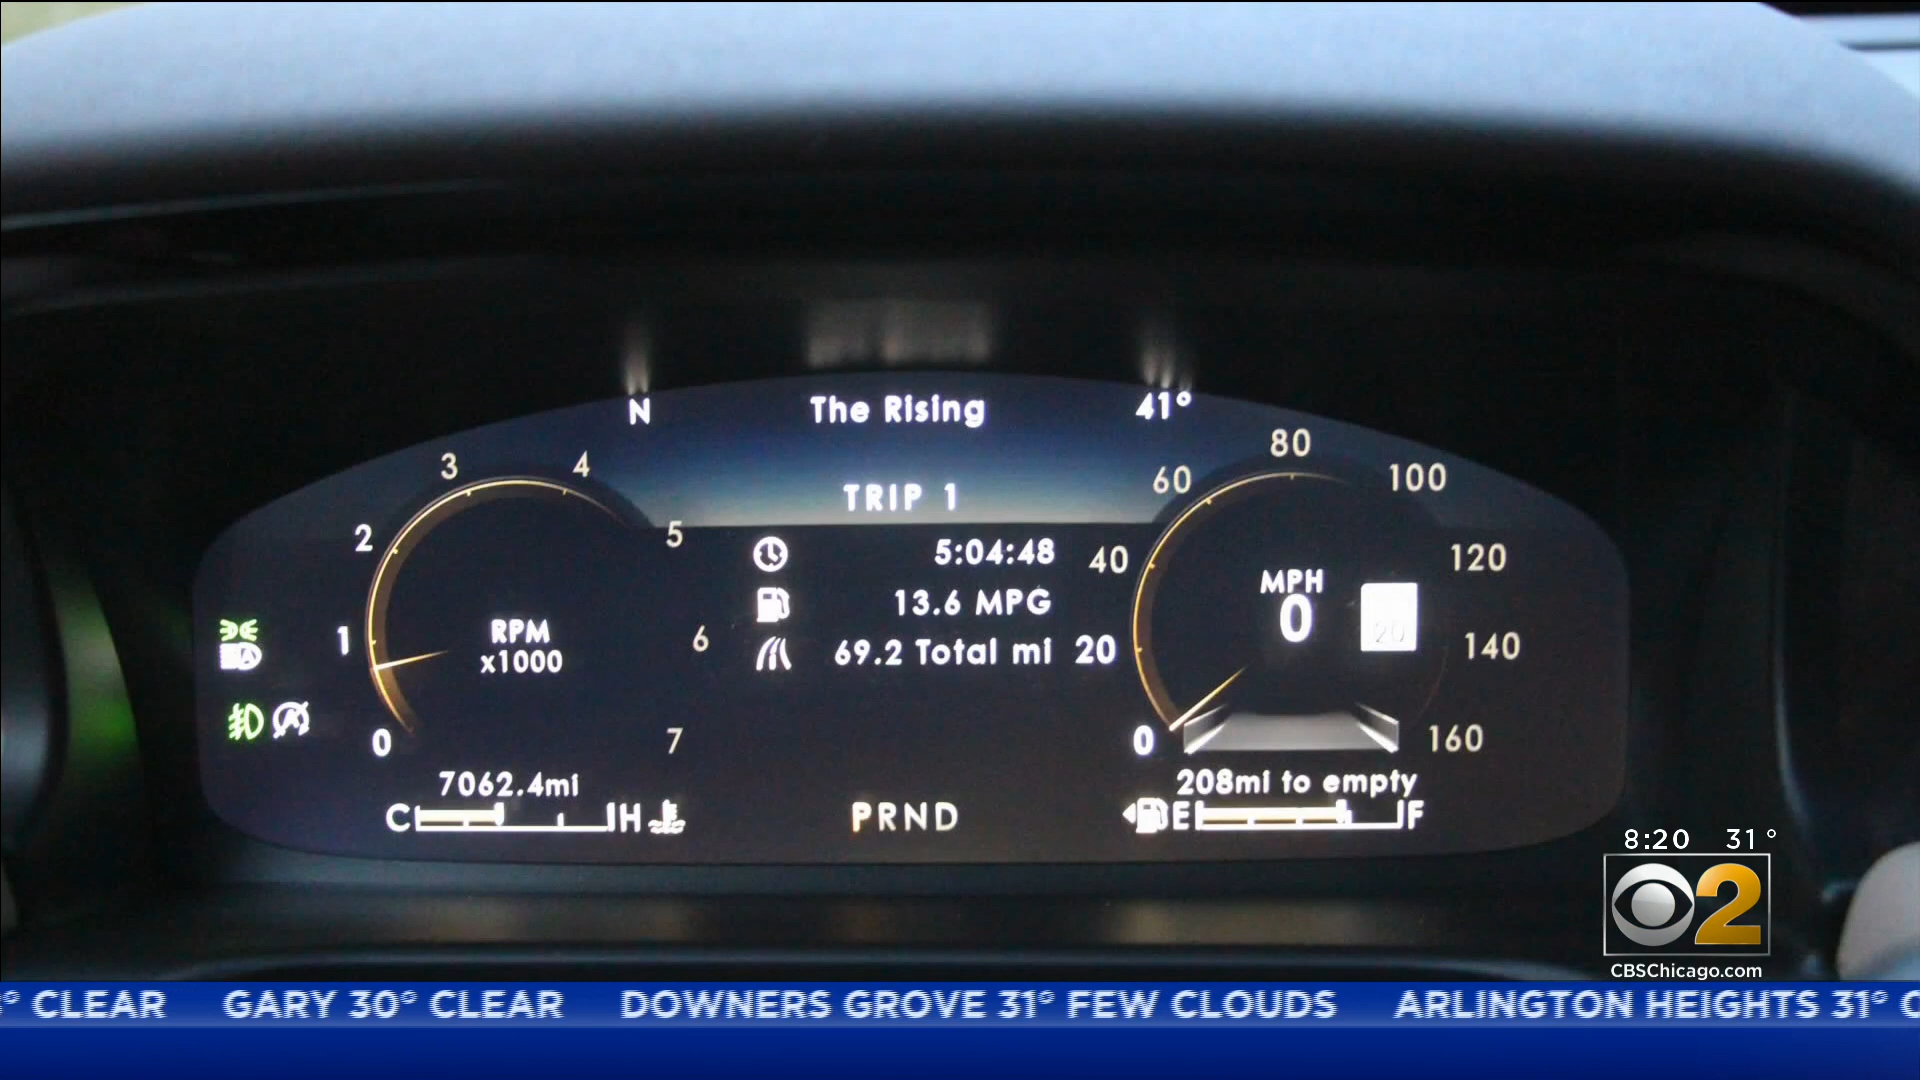 N The Rising 41°
TRIP 1
5:04:48
13.6 MPG
69.2 Total mi
0 1 2 3 4 5 6 7
RPM
x1000
0 20 40 60 80 100 120 140 160
MPH
0
20
7062.4mi
C H
PRND
208mi to empty
E F
8:20 31°
2
CBSChicago.com
° CLEAR GARY 30° CLEAR DOWNERS GROVE 31° FEW CLOUDS ARLINGTON HEIGHTS 31°